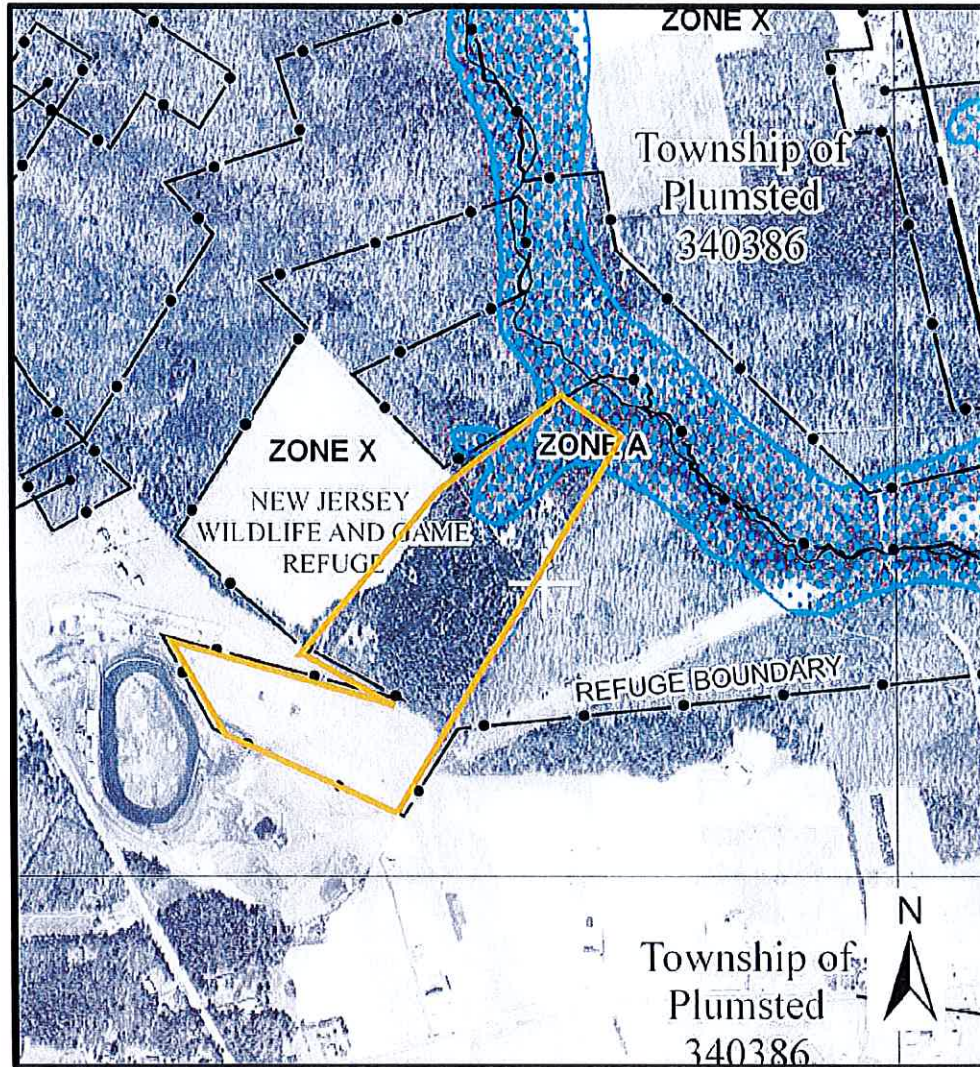 ZONE X
Township of
Plumsted
340386
ZONE A
ZONE X
NEW JERSEY
WILDLIFE AND GAME
REFUGE
REFUGE BOUNDARY
N
Township of
Plumsted
340386